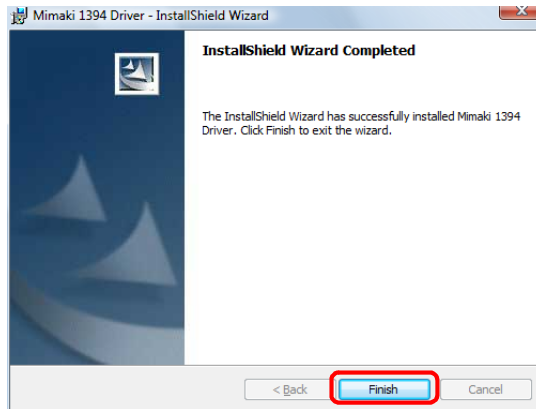 Mimaki 1394 Driver - InstallShield Wizard
InstallShield Wizard Completed
The InstallShield Wizard has successfully installed Mimaki 1394
Driver. Click Finish to exit the wizard.
< Back
Finish
Cancel